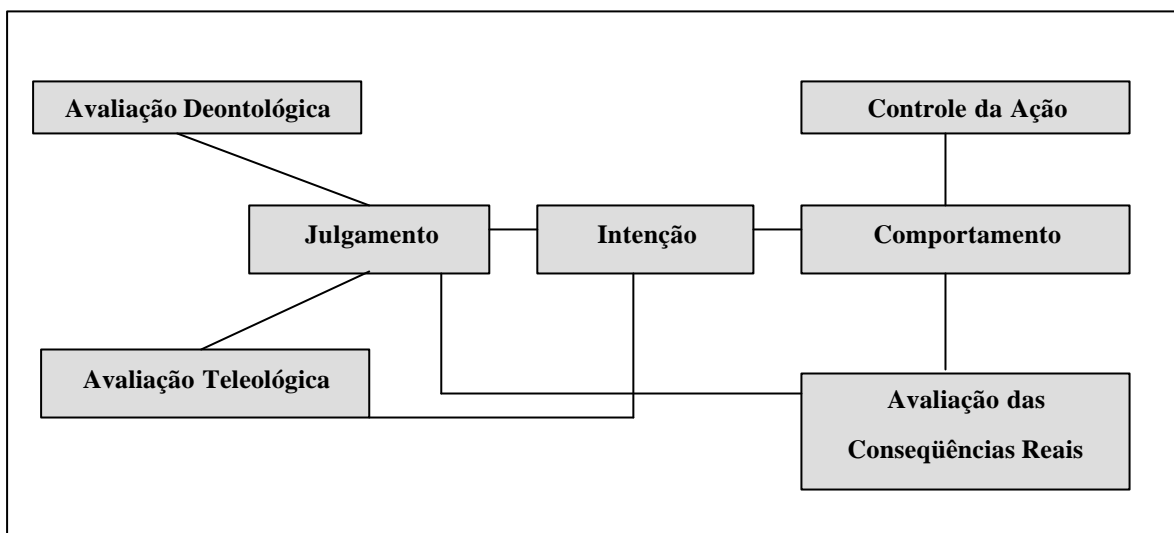 Avaliação Deontológica
Controle da Ação
Julgamento
Intenção
Comportamento
Avaliação Teleológica
Avaliação das
Conseqüências Reais